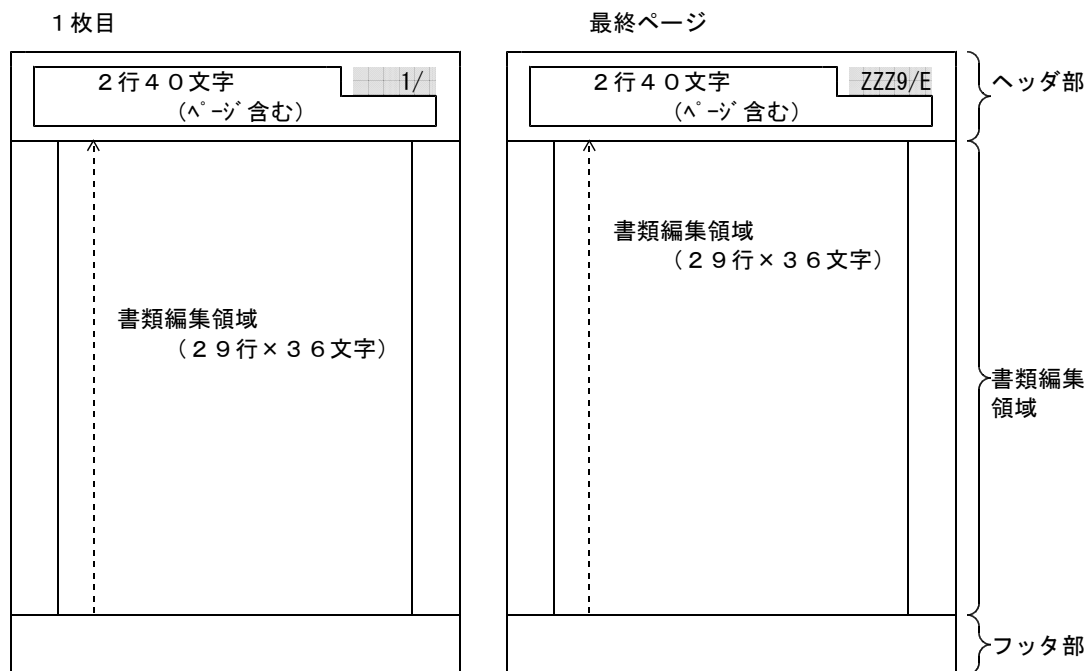 １枚目
２行４０文字
1/
(ﾍﾟｰｼﾞ含む)
書類編集領域
（２９行×３６文字）
最終ページ
２行４０文字
ZZZ9/E
(ﾍﾟｰｼﾞ含む)
書類編集領域
（２９行×３６文字）
ヘッダ部
書類編集
領域
フッタ部